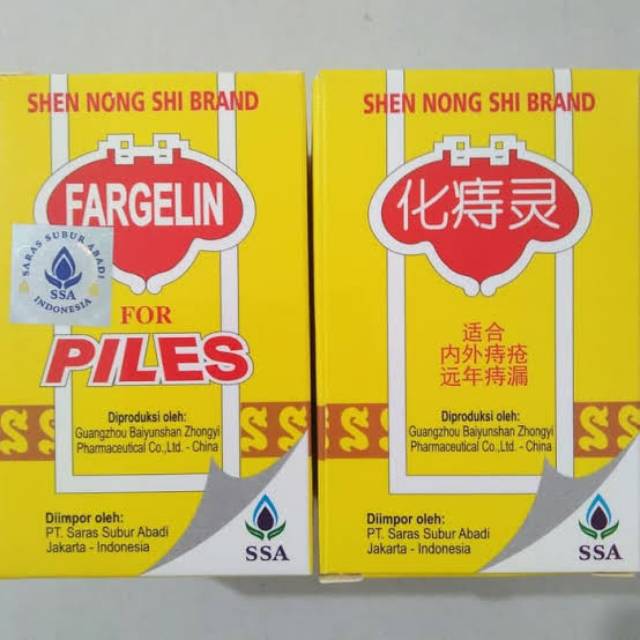 SHEN NONG SHI BRAND
FARGELIN
SARAS SUBUR ABADI
SSA
INDONESIA
FOR
PILES
Diproduksi oleh:
Guangzhou Baiyunshan Zhongyi
Pharmaceutical Co.,Ltd. - China
Diimpor oleh:
PT. Saras Subur Abadi
Jakarta - Indonesia
SSA
SHEN NONG SHI BRAND
化痔灵
适合
内外痔疮
远年痔漏
Diproduksi oleh:
Guangzhou Baiyunshan Zhongyi
Pharmaceutical Co.,Ltd. - China
Diimpor oleh:
PT. Saras Subur Abadi
Jakarta - Indonesia
SSA